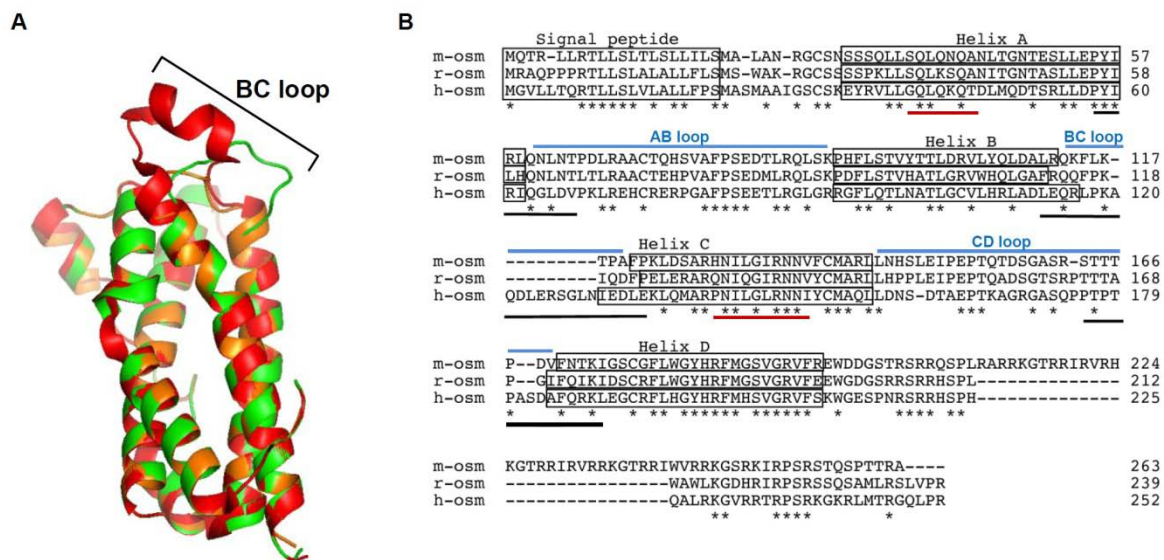 A
BC loop
B
Signal peptide Helix A
m-osm MQTR-LLRTLLSLTLSLLILSMA-LAN-RGCSNSSSQLLSQLQNQANLTGNTESLLEPYI 57
r-osm MRAQPPPRTLLSLALALLFLSMS-WAK-RGCSSSSPKLLSQLKSQANITGNTASLLEPYI 58
h-osm MGVLLTQRTLLSLVLALLFPSMASMAAIGSCSKEYRVLLGQLQKQTDLMQDTSRLLDPYI 60
* ****** * ** ** * ** ** ** * * ** ***
AB loop Helix B BC loop
m-osm RLQNLNTPDLRAACTQHSVAFPSEDTLRQLSKPHFLSTVYTTLDRVLYQLDALRQKFLK- 117
r-osm LHQNLNTLTLRAACTEHPVAFPSEDMLRQLSKPDFLSTVHATLGRVWHQLGAFRQQFPK- 118
h-osm RIQGLDVPKLREHCRERPGAFPSEETLRGLGRRGFLQTLNATLGCVLHRLADLEQRLPKA 120
* * ** * ***** ** * ** * ** * * * * *
Helix C CD loop
m-osm ----------TPAFPKLDSARHNILGIRNNVFCMARLLNHSLEIPEPTQTDSGASR-STTT 166
r-osm ----------IQDFPELERARQNIQGIRNNIYCMARLLHPPLEIPEPTQADSGTSRPTTTA 168
h-osm QDLERSGLNIEDLEKLQMARPNILGLRNNIYCMAQLLDNS-DTAEPTKAGRGASQPPTPT 179
* ** ** * *** *** ** *** * * *
Helix D
m-osm P--DVFNTKIGSCGFLWGYHRFMGSVGRVFREWDDGSTRSRRQSPLRARRKGTRRIRVRH 224
r-osm P--GIFQIKIDSCRFLWGYHRFMGSVGRVFEEWGDGSRRSRRHSPL-------------- 212
h-osm PASDAFQRKLEGCRFLHGYHRFMHSVGRVFSKWGESPNRSRRHSPH-------------- 225
* * * * ** ***** ****** * **** **
m-osm KGTRRIRVRRKGTRRIWVRRKGSRKIRPSRSTQSPTTRA---- 263
r-osm ----------------WAWLKGDHRIRPSRSSQSAMLRSLVPR 239
h-osm ----------------QALRKGVRRTRPSRKGKRLMTRGQLPR 252
** **** *